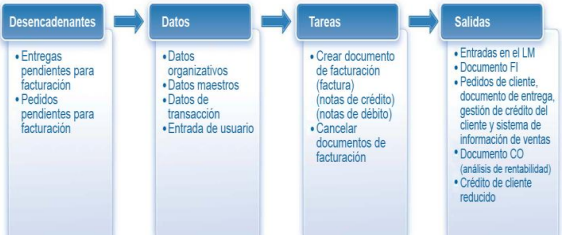 Desencadenantes
• Entregas
pendientes para
facturación
• Pedidos
pendientes para
facturación
Datos
• Datos
organizativos
• Datos maestros
• Datos de
transacción
• Entrada de usuario
Tareas
• Crear documento
de facturación
(factura)
(notas de crédito)
(notas de débito)
• Cancelar
documentos de
facturación
Salidas
• Entradas en el LM
• Documento FI
• Pedidos de cliente,
documento de entrega,
gestión de crédito del
cliente y sistema de
información de ventas
• Documento CO
(análisis de rentabilidad)
• Crédito de cliente
reducido